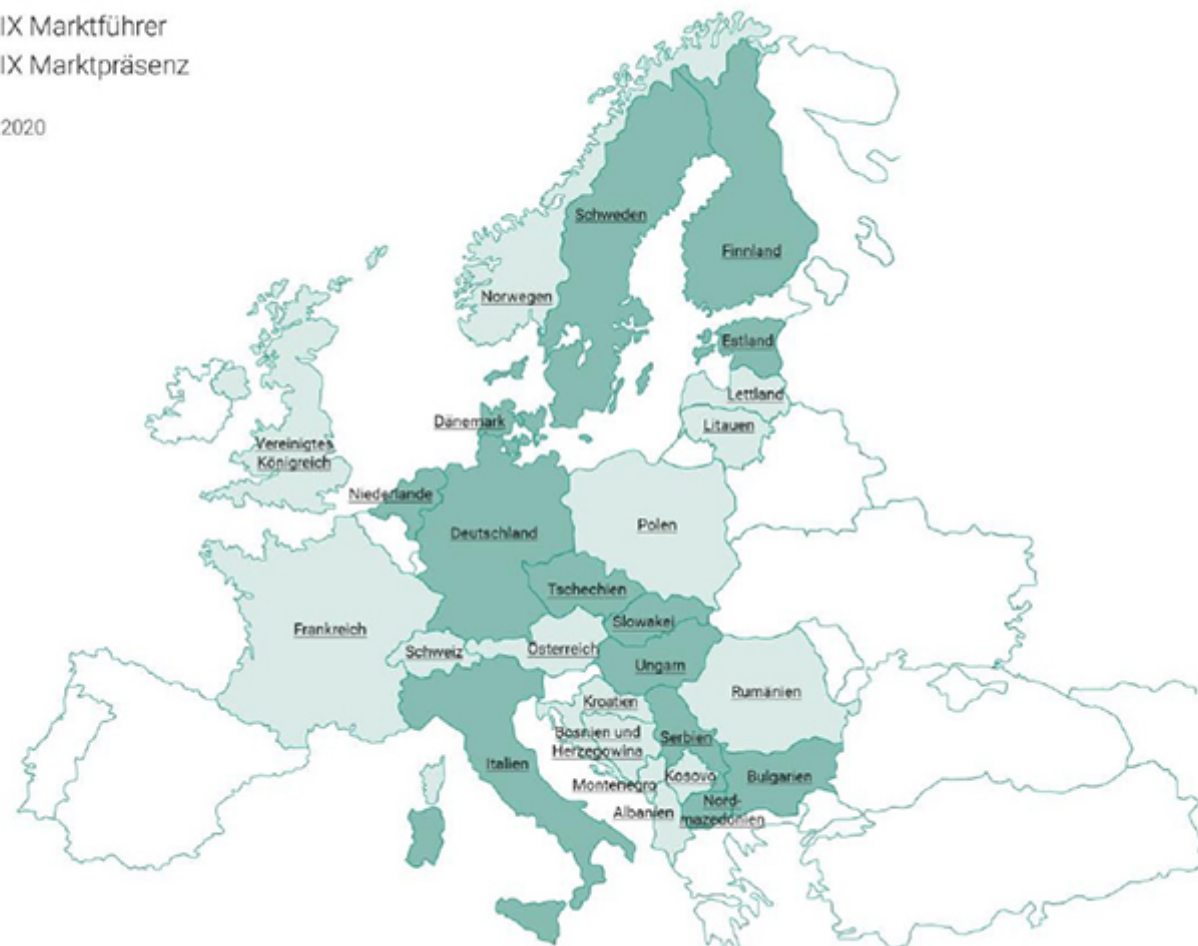 IX Marktführer
IX Marktpräsenz
2020
Schweden
Finnland
Norwegen
Estland
Lettland
Dänemark
Litauen
Vereinigtes
Königreich
Niederlande
Polen
Deutschland
Tschechien
Slowakei
Frankreich
Schweiz
Österreich
Ungarn
Rumänien
Kroatien
Bosnien und
Herzegowina
Serbien
Italien
Kosovo
Bulgarien
Montenegro
Albanien
Nord-
mazedonien